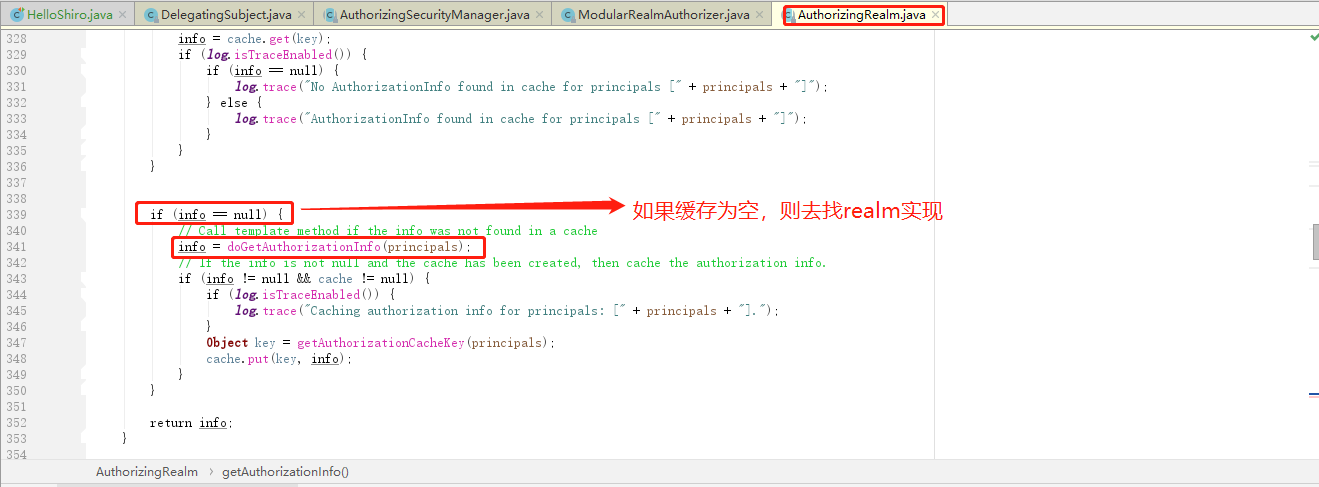 HelloShiro.java × DelegatingSubject.java × AuthorizingSecurityManager.java × ModularRealmAuthorizer.java × AuthorizingRealm.java ×
328 info = cache.get(key);
329 if (log.isTraceEnabled()) {
330 if (info == null) {
331 log.trace("No AuthorizationInfo found in cache for principals [" + principals + "]");
332 } else {
333 log.trace("AuthorizationInfo found in cache for principals [" + principals + "]");
334 }
335 }
336 }
337
338
339 if (info == null) { 如果缓存为空，则去找realm实现
340 // Call template method if the info was not found in a cache
341 info = doGetAuthorizationInfo(principals);
342 // If the info is not null and the cache has been created, then cache the authorization info.
343 if (info != null && cache != null) {
344 if (log.isTraceEnabled()) {
345 log.trace("Caching authorization info for principals: [" + principals + "].");
346 }
347 Object key = getAuthorizationCacheKey(principals);
348 cache.put(key, info);
349 }
350 }
351
352 return info;
353 }
354
AuthorizingRealm › getAuthorizationInfo()